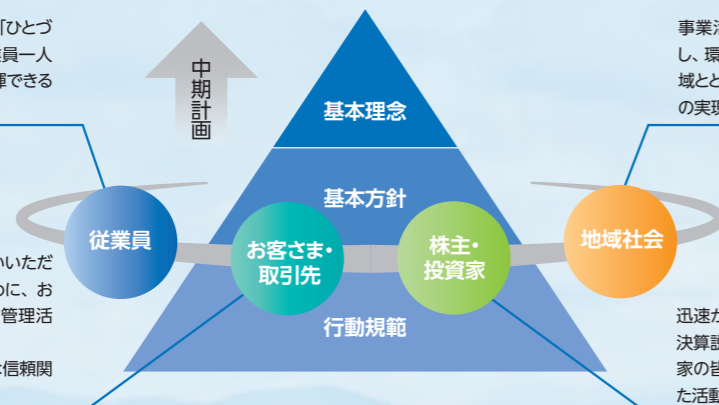 「ひとづ
員一人
揮できる
中期計画
基本理念
事業活
し、環
域とと
の実現
基本方針
従業員
お客さま・
取引先
株主・
投資家
地域社会
いただ
めに、お
管理活
信頼関
行動規範
迅速か
決算説
家の皆
た活動